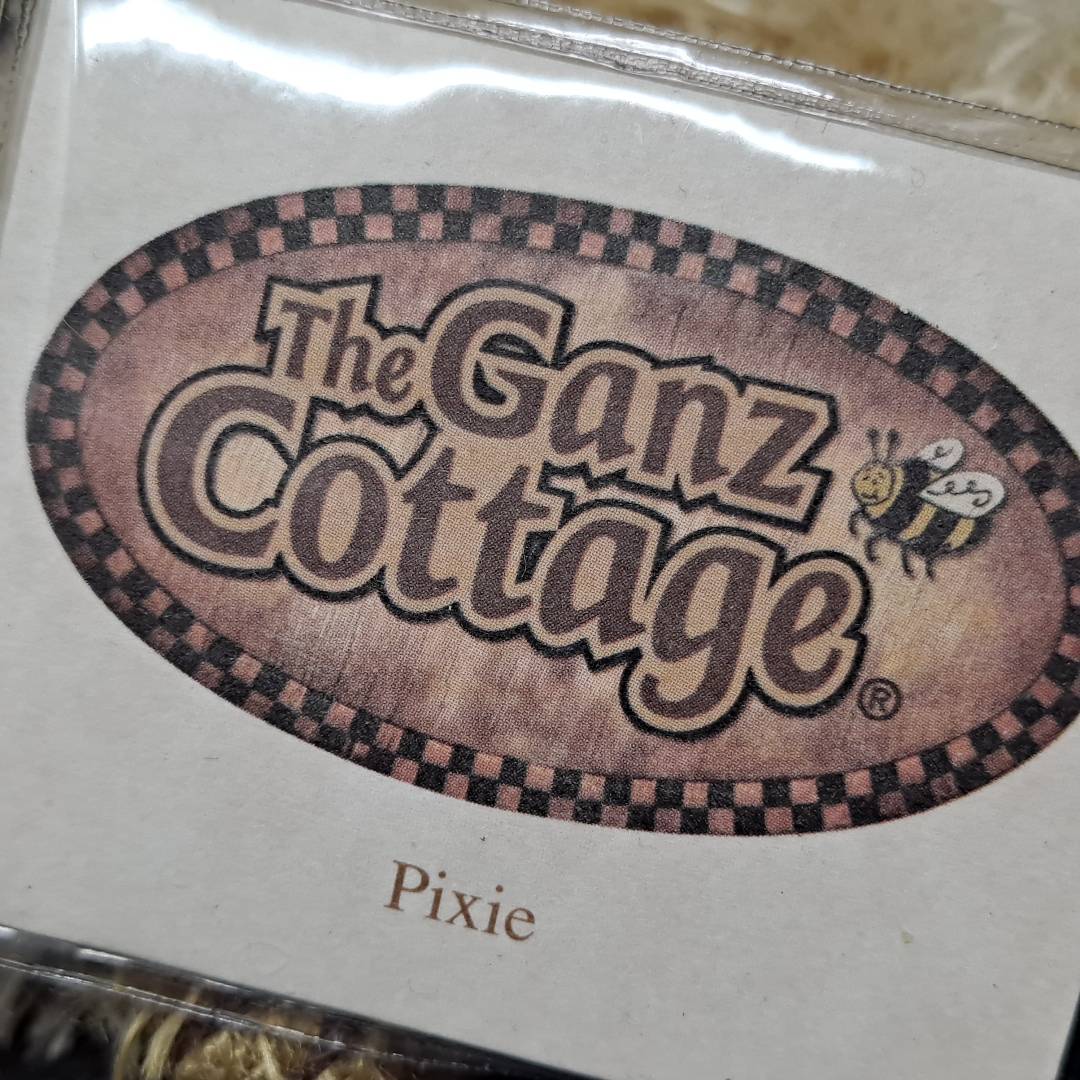 The Ganz
Cottage®
Pixie